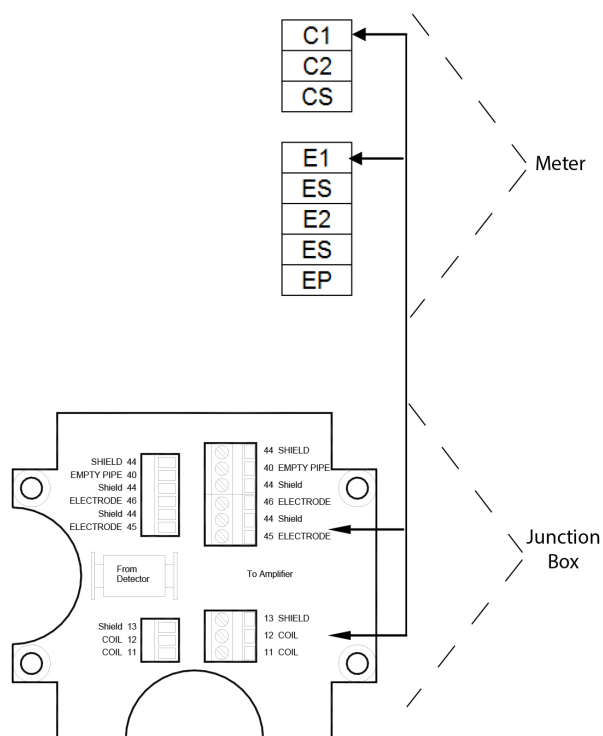 C1
C2
CS
E1
ES
E2
ES
EP
Meter
SHIELD 44
EMPTY PIPE 40
Shield 44
ELECTRODE 46
Shield 44
ELECTRODE 45
44 SHIELD
40 EMPTY PIPE
44 Shield
46 ELECTRODE
44 Shield
45 ELECTRODE
Junction
Box
From
Detector
To Amplifier
Shield 13
COIL 12
COIL 11
13 SHIELD
12 COIL
11 COIL